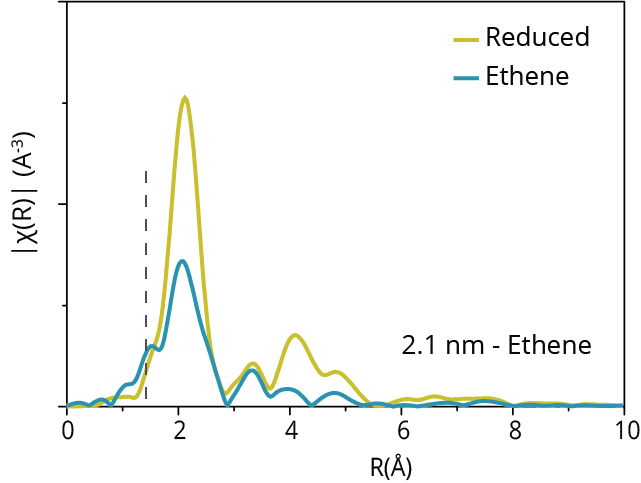 Reduced
Ethene
|χ(R)| (A⁻³)
2.1 nm - Ethene
0 2 4 6 8 10
R(Å)